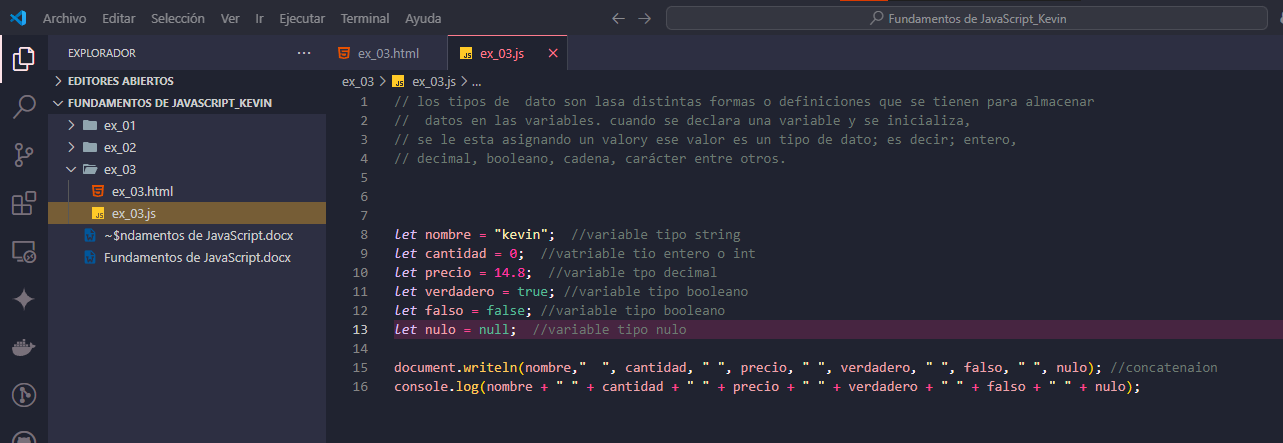 Archivo Editar Selección Ver Ir Ejecutar Terminal Ayuda
Fundamentos de JavaScript_Kevin
EXPLORADOR
EDITORES ABIERTOS
FUNDAMENTOS DE JAVASCRIPT_KEVIN
ex_01
ex_02
ex_03
ex_03.html
JS ex_03.js
~$ndamentos de JavaScript.docx
Fundamentos de JavaScript.docx
ex_03.html JS ex_03.js
ex_03 > JS ex_03.js > ...
1 // los tipos de  dato son lasa distintas formas o definiciones que se tienen para almacenar
2 //  datos en las variables. cuando se declara una variable y se inicializa,
3 // se le esta asignando un valory ese valor es un tipo de dato; es decir; entero,
4 // decimal, booleano, cadena, carácter entre otros.
5
6
7
8 let nombre = "kevin";  //variable tipo string
9 let cantidad = 0;  //vatriable tio entero o int
10 let precio = 14.8;  //variable tpo decimal
11 let verdadero = true; //variable tipo booleano
12 let falso = false; //variable tipo booleano
13 let nulo = null;  //variable tipo nulo
14
15 document.writeln(nombre,"  ", cantidad, " ", precio, " ", verdadero, " ", falso, " ", nulo); //concatenaion
16 console.log(nombre + " " + cantidad + " " + precio + " " + verdadero + " " + falso + " " + nulo);